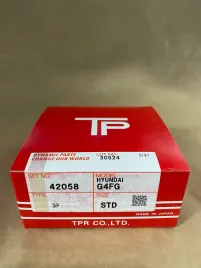 TP
DYNAMIC PARTS
CHANGE OUR WORLD
LOT NO.
30524
SET NO.
42058
MODEL
HYUNDAI
G4FG
TYPE
3F
SIZE
STD
MADE IN JAPAN
TPR CO.,LTD.